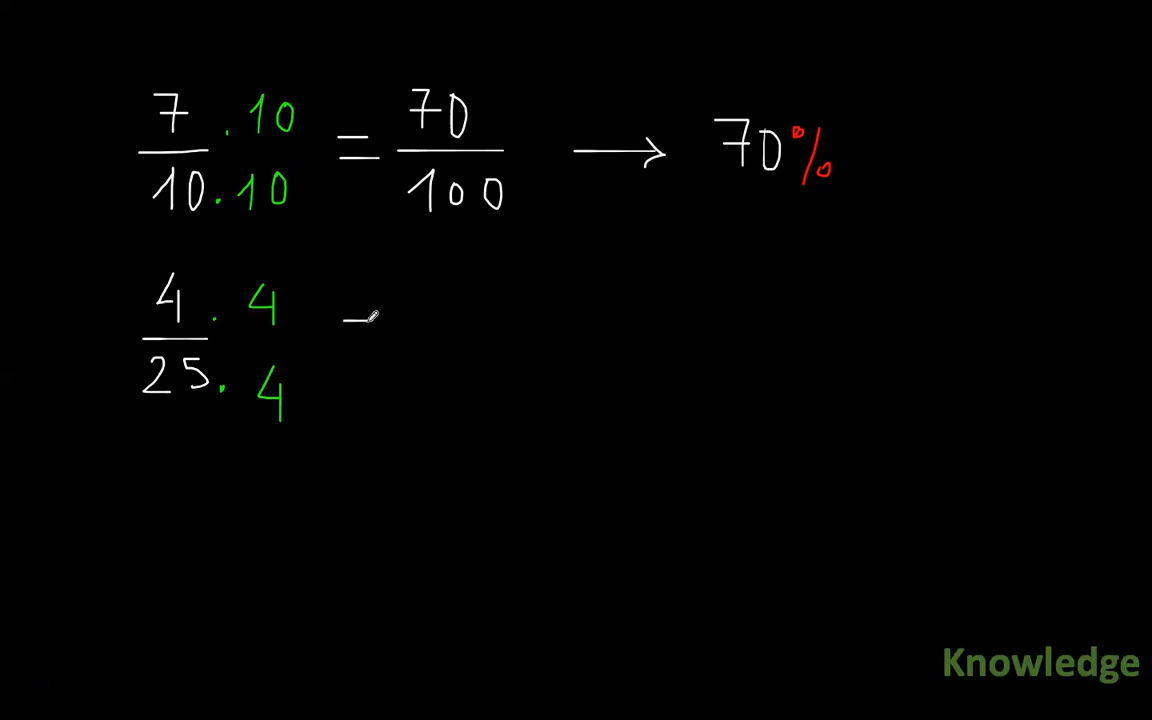 7/10 . 10/. 10 = 70/100 → 70%
4/25 . 4/. 4 –
Knowledge